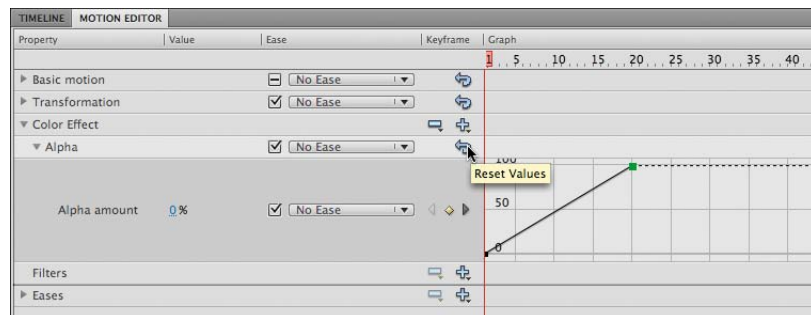 TIMELINE MOTION EDITOR
Property Value Ease Keyframe Graph
1 5 10 15 20 25 30 35 40
Basic motion No Ease
Transformation No Ease
Color Effect
Alpha No Ease
100
Reset Values
Alpha amount 0 % No Ease 50
0
Filters
Eases